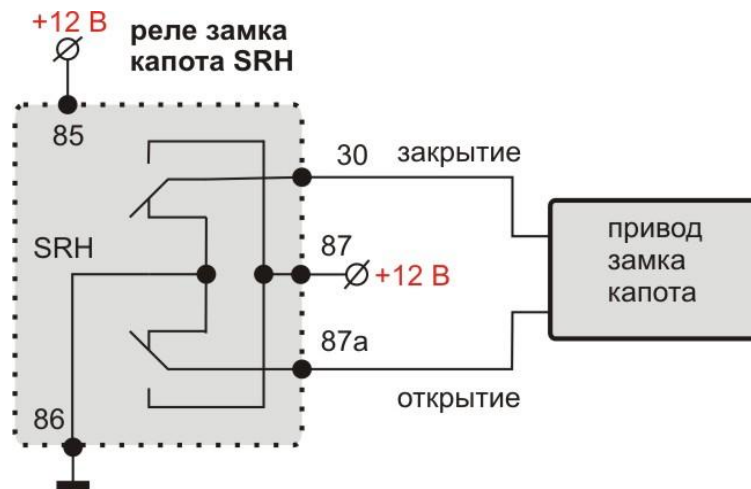 +12 В
реле замка
капота SRH
85
30
закрытие
SRH
87
+12 В
привод
замка
капота
87а
86
открытие